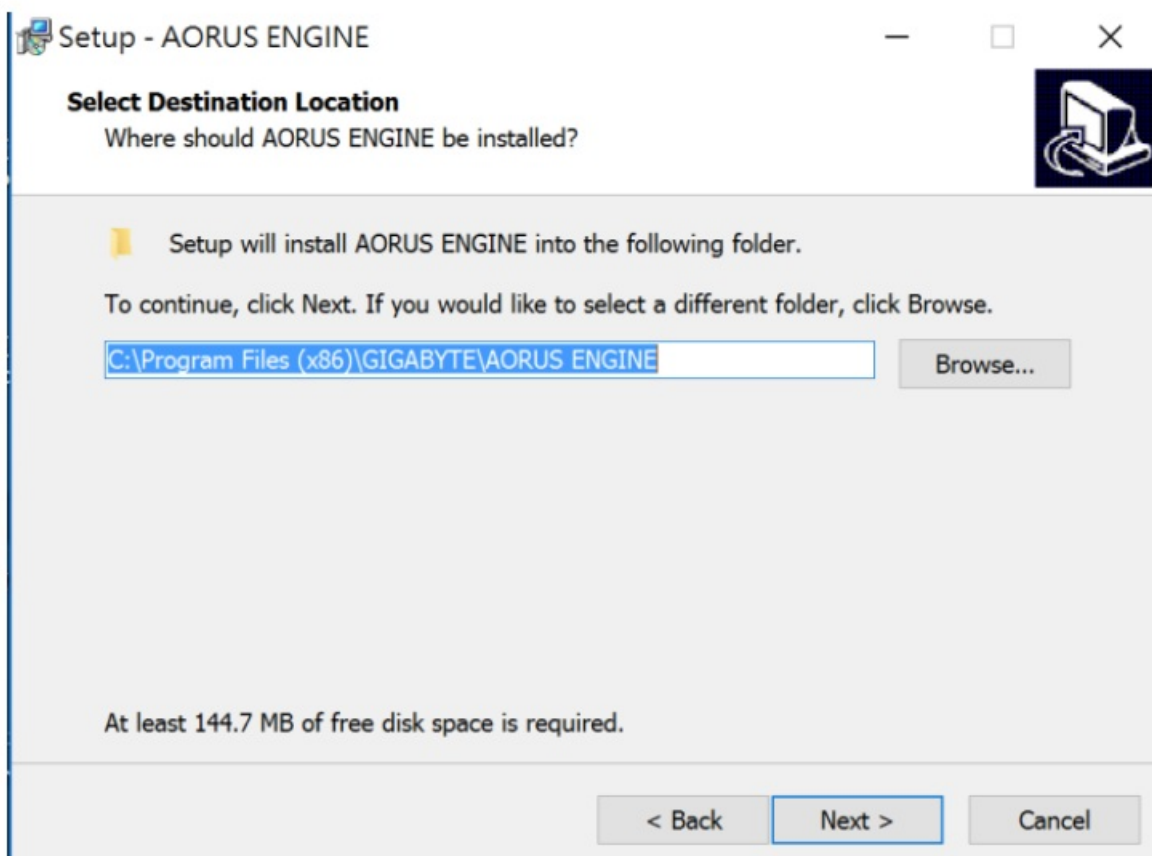 Setup - AORUS ENGINE
Select Destination Location
Where should AORUS ENGINE be installed?
Setup will install AORUS ENGINE into the following folder.
To continue, click Next. If you would like to select a different folder, click Browse.
C:\Program Files (x86)\GIGABYTE\AORUS ENGINE
Browse...
At least 144.7 MB of free disk space is required.
< Back
Next >
Cancel